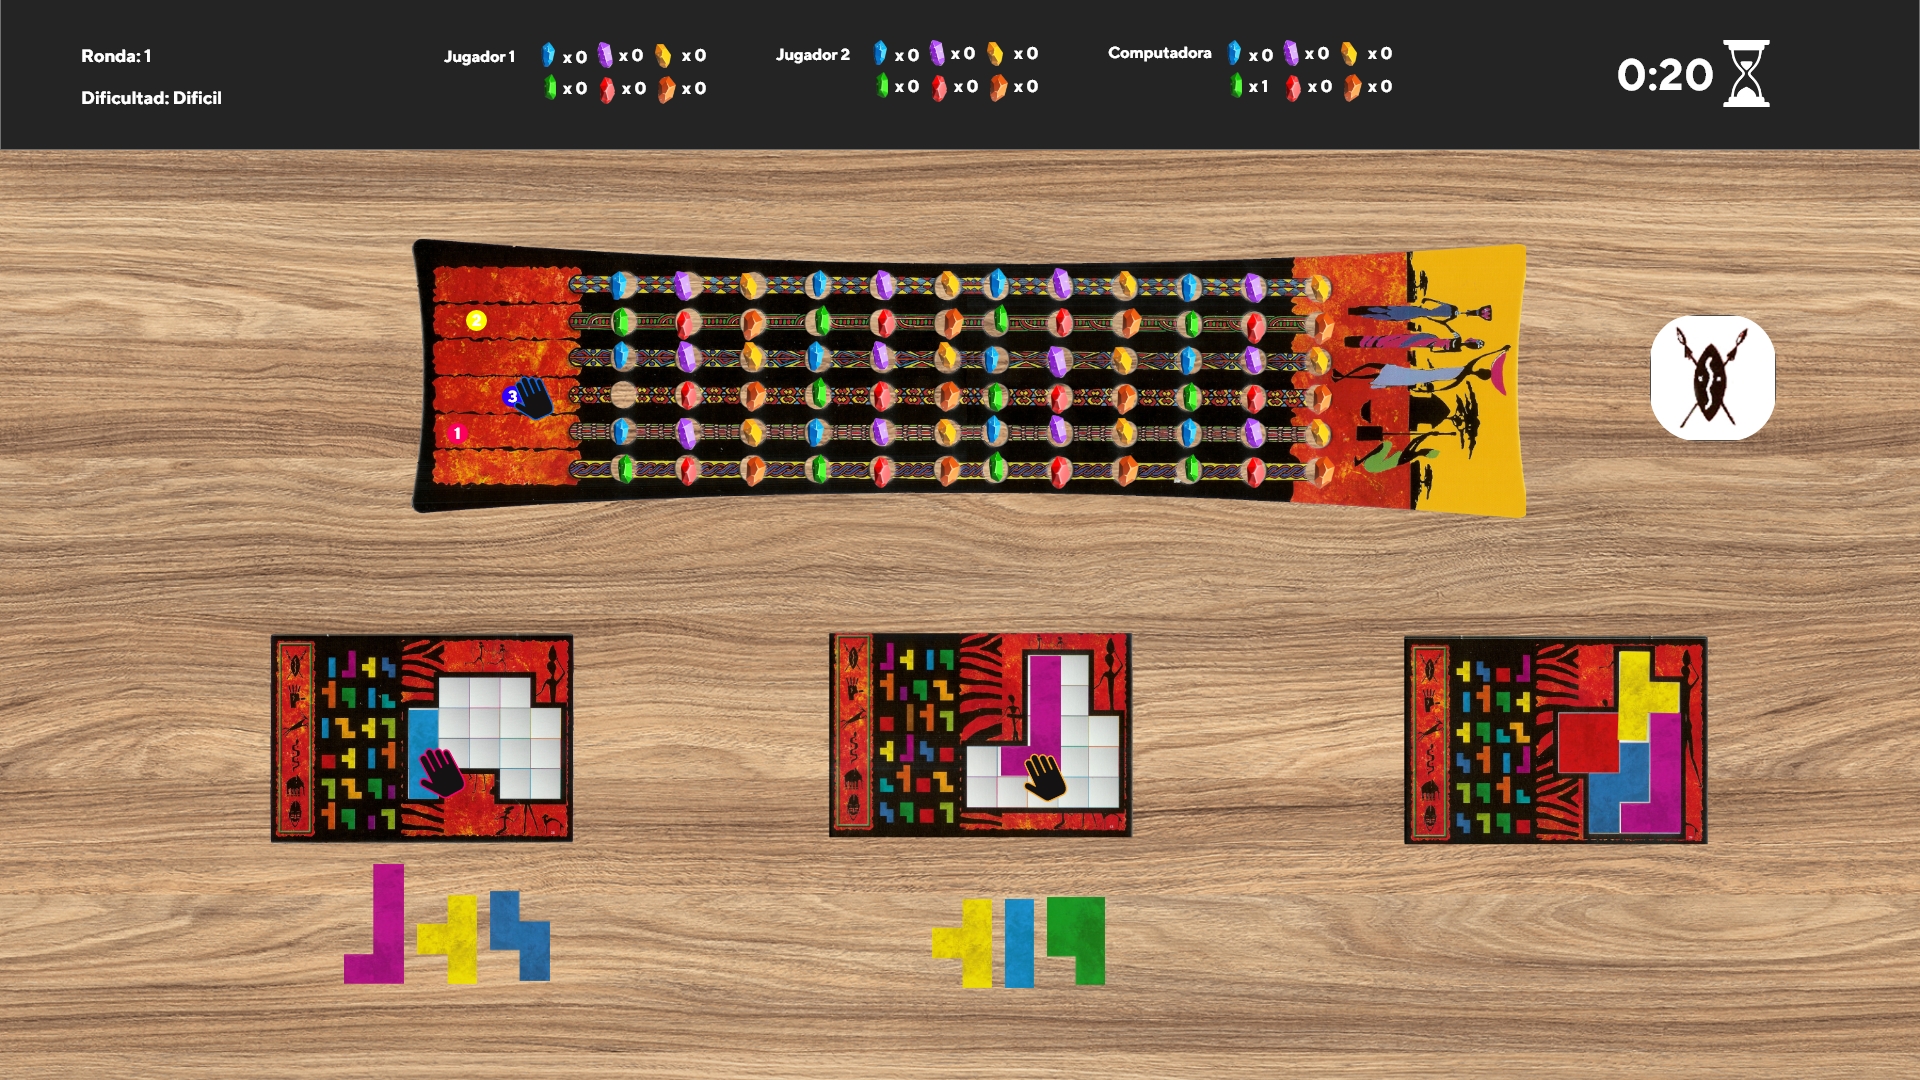 Ronda: 1
Dificultad: Dificil
Jugador 1 x 0 x 0 x 0
x 0 x 0 x 0
Jugador 2 x 0 x 0 x 0
x 0 x 0 x 0
Computadora x 0 x 0 x 0
x 1 x 0 x 0
0:20
2
3
1